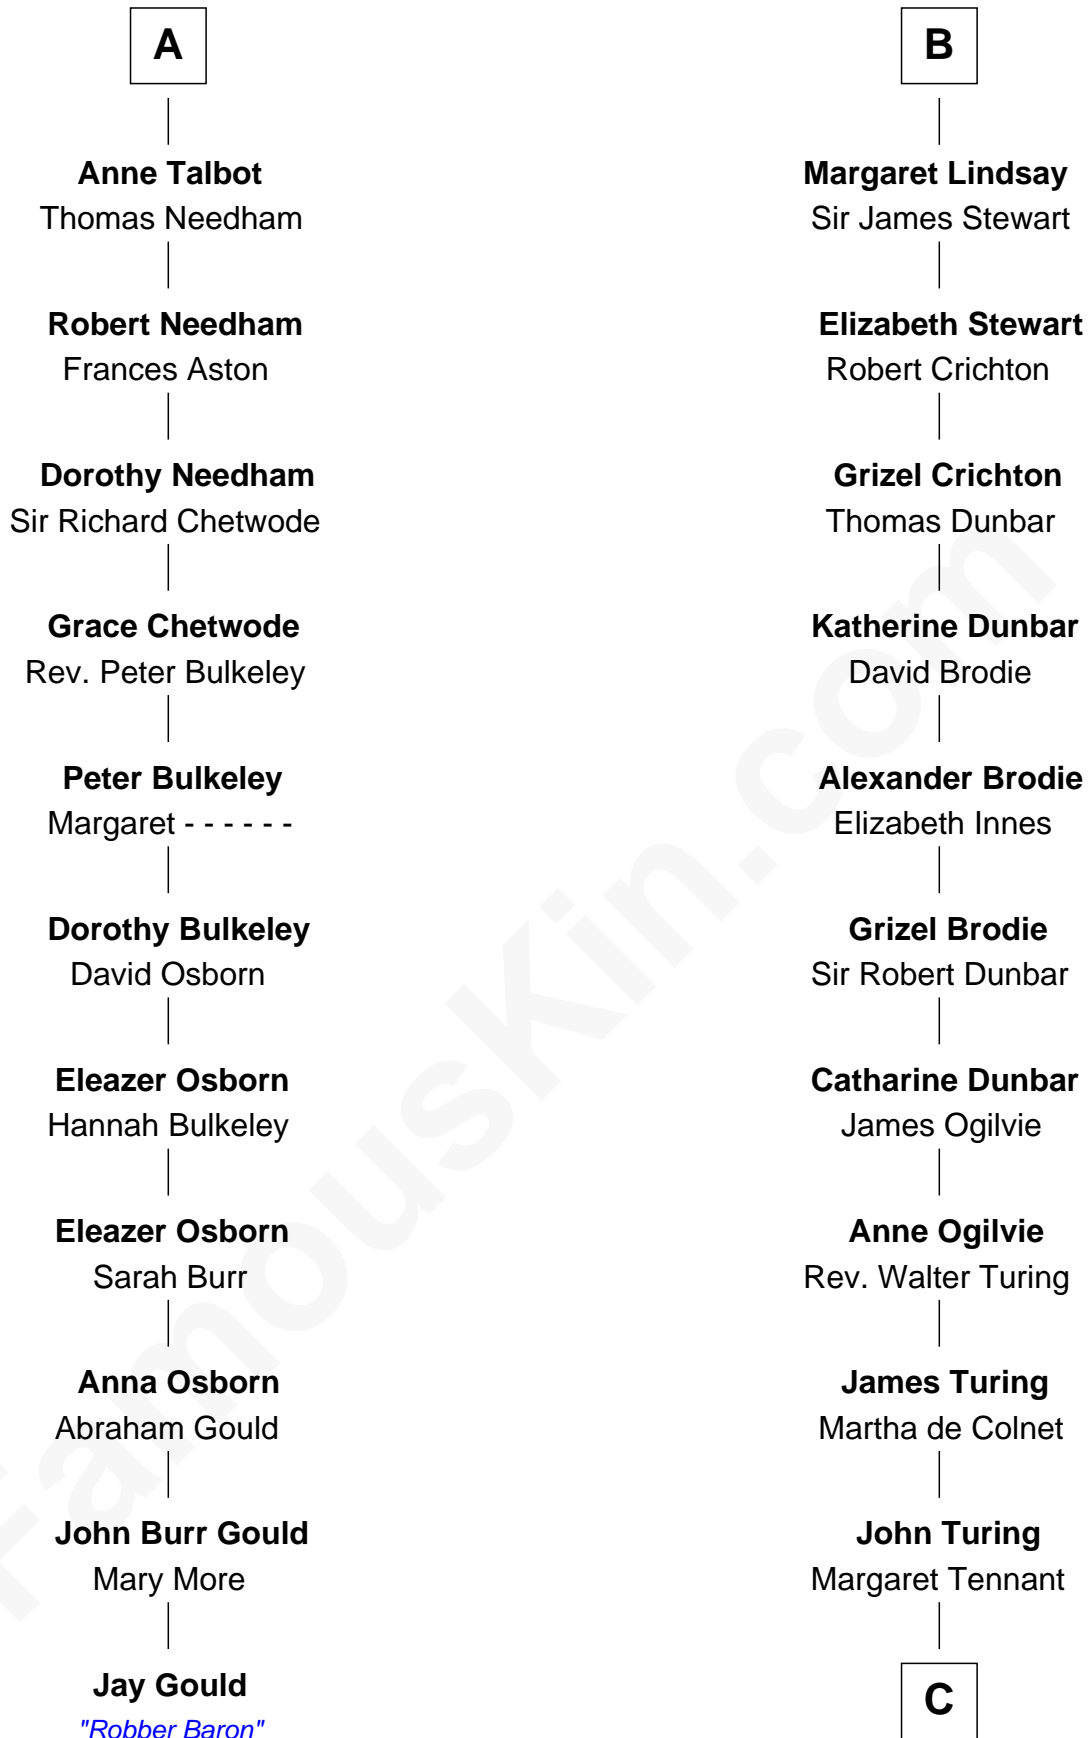 A
Anne Talbot
Thomas Needham
Robert Needham
Frances Aston
Dorothy Needham
Sir Richard Chetwode
Grace Chetwode
Rev. Peter Bulkeley
Peter Bulkeley
Margaret - - - - - -
Dorothy Bulkeley
David Osborn
Eleazer Osborn
Hannah Bulkeley
Eleazer Osborn
Sarah Burr
Anna Osborn
Abraham Gould
John Burr Gould
Mary More
Jay Gould
"Robber Baron"
B
Margaret Lindsay
Sir James Stewart
Elizabeth Stewart
Robert Crichton
Grizel Crichton
Thomas Dunbar
Katherine Dunbar
David Brodie
Alexander Brodie
Elizabeth Innes
Grizel Brodie
Sir Robert Dunbar
Catharine Dunbar
James Ogilvie
Anne Ogilvie
Rev. Walter Turing
James Turing
Martha de Colnet
John Turing
Margaret Tennant
C
FamousKin.com